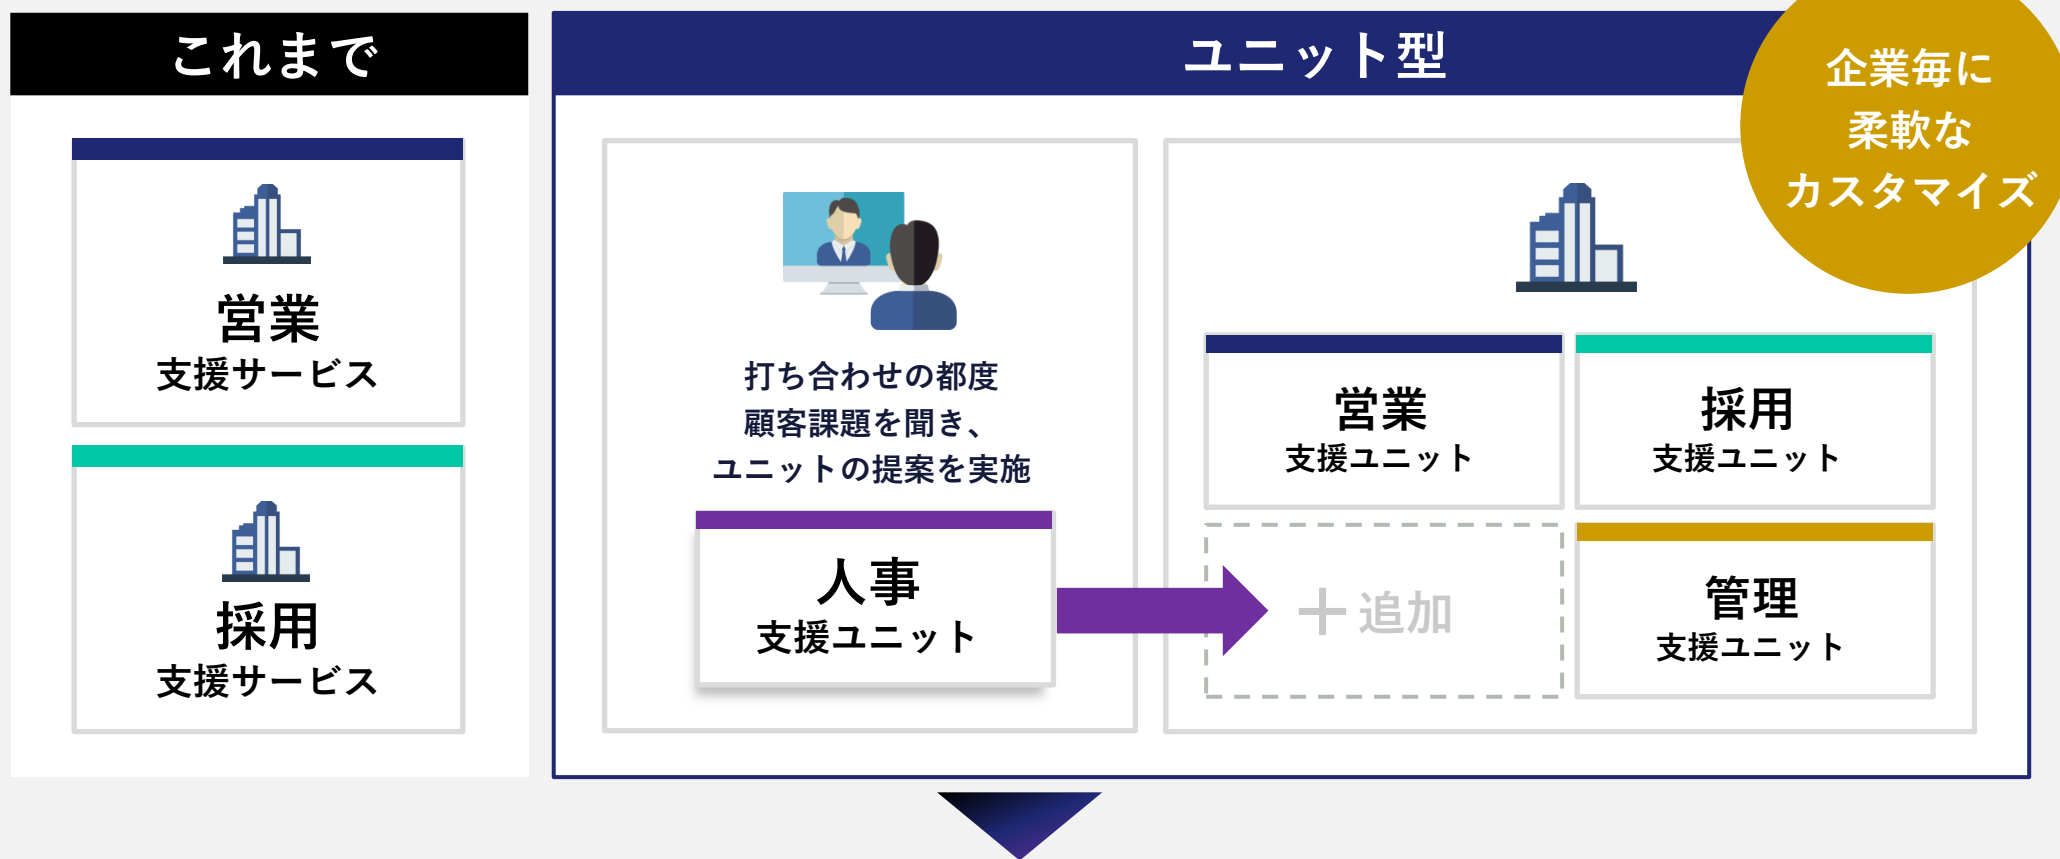 これまで
営業
支援サービス
採用
支援サービス
ユニット型
企業毎に
柔軟な
カスタマイズ
打ち合わせの都度
顧客課題を聞き、
ユニットの提案を実施
人事
支援ユニット
営業
支援ユニット
採用
支援ユニット
＋追加
管理
支援ユニット